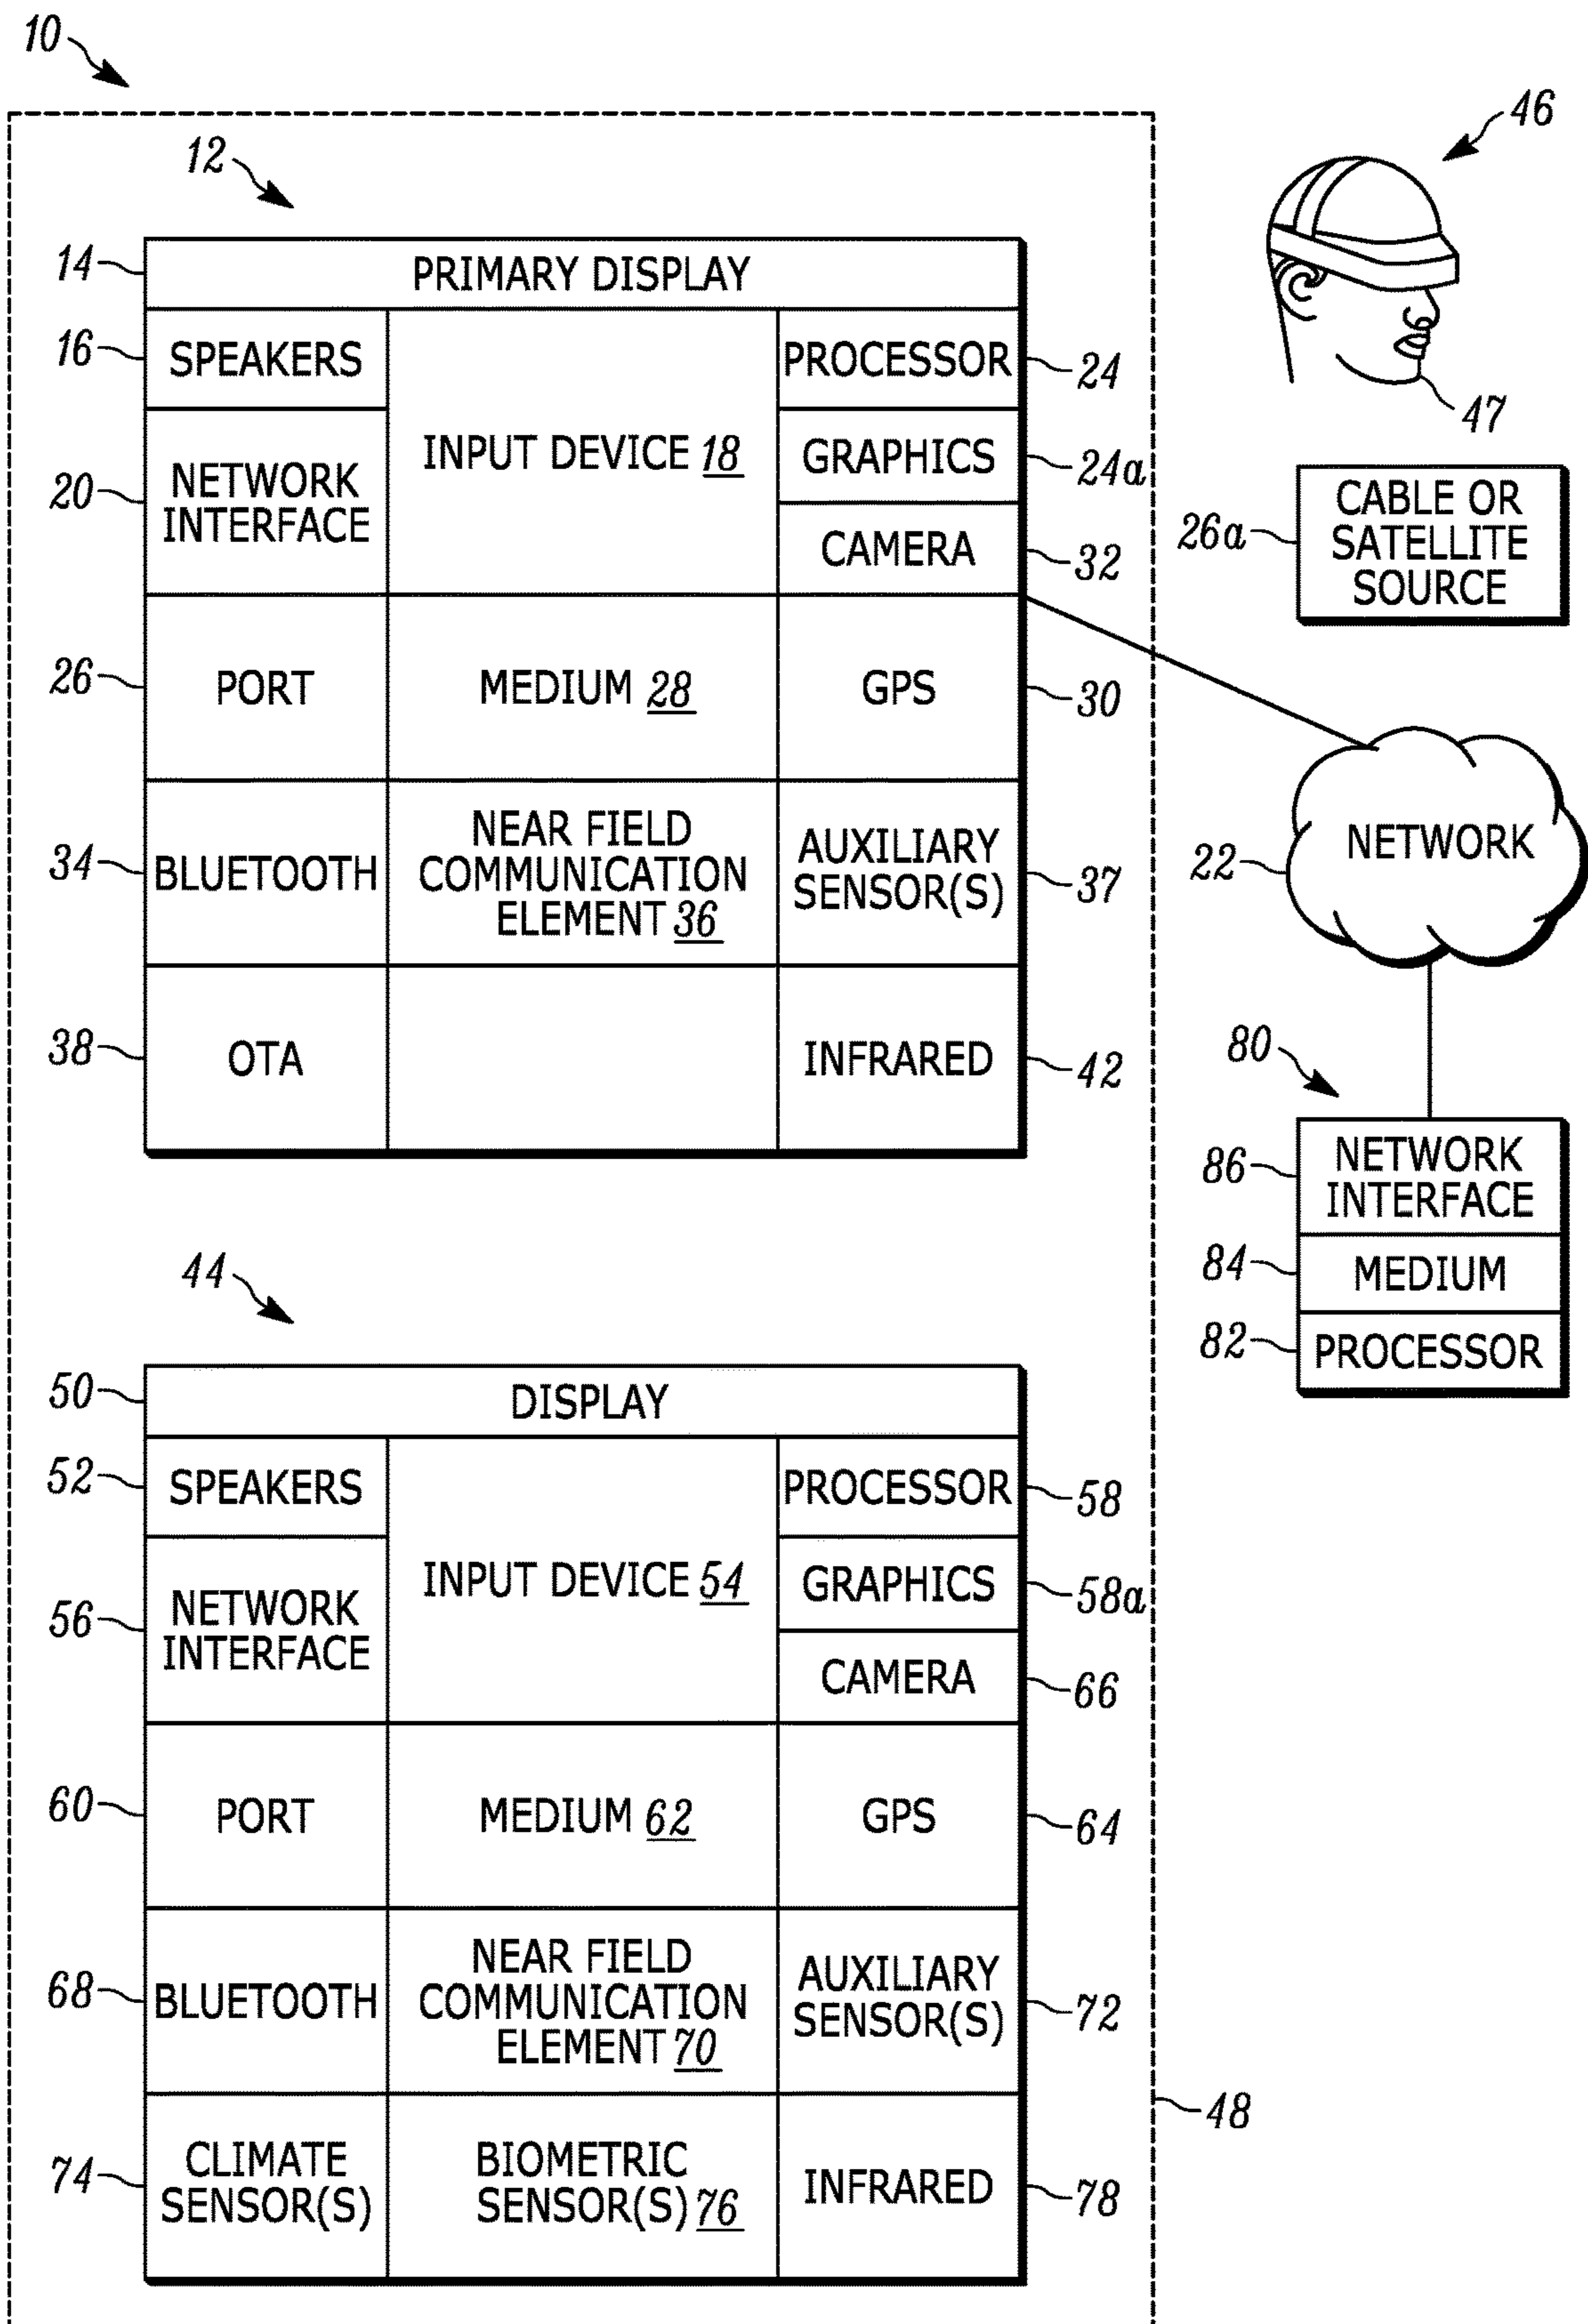 10
12
46
14
PRIMARY DISPLAY
16
SPEAKERS
PROCESSOR
24
47
INPUT DEVICE 18
GRAPHICS
24a
20
NETWORK
INTERFACE
CAMERA
32
26a
CABLE OR
SATELLITE
SOURCE
26
PORT
MEDIUM 28
GPS
30
22
NETWORK
34
BLUETOOTH
NEAR FIELD
COMMUNICATION
ELEMENT 36
AUXILIARY
SENSOR(S)
37
38
OTA
INFRARED
42
80
86
NETWORK
INTERFACE
84
MEDIUM
82
PROCESSOR
44
50
DISPLAY
52
SPEAKERS
PROCESSOR
58
INPUT DEVICE 54
GRAPHICS
58a
56
NETWORK
INTERFACE
CAMERA
66
60
PORT
MEDIUM 62
GPS
64
68
BLUETOOTH
NEAR FIELD
COMMUNICATION
ELEMENT 70
AUXILIARY
SENSOR(S)
72
48
74
CLIMATE
SENSOR(S)
BIOMETRIC
SENSOR(S) 76
INFRARED
78